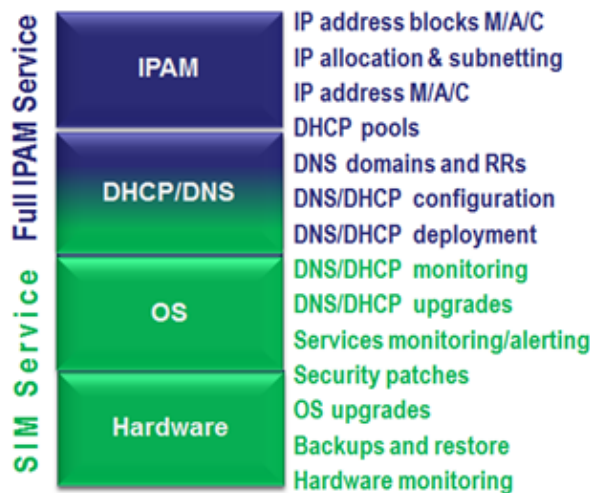 Full IPAM Service
SIM Service
IPAM
DHCP/DNS
OS
Hardware
IP address blocks M/A/C
IP allocation & subnetting
IP address M/A/C
DHCP pools
DNS domains and RRs
DNS/DHCP configuration
DNS/DHCP deployment
DNS/DHCP monitoring
DNS/DHCP upgrades
Services monitoring/alerting
Security patches
OS upgrades
Backups and restore
Hardware monitoring